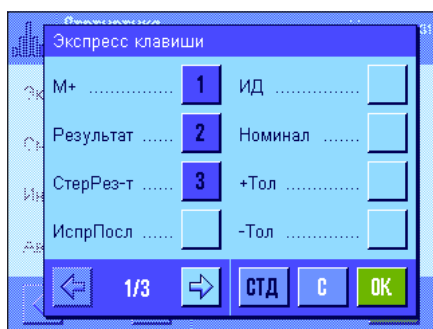 Экспресс клавиши
М+ ............... 1 ИД ...............
Результат ...... 2 Номинал ......
СтерРез-т ...... 3 +Тол .............
ИспрПосл ...... -Тол ..............
1/3 СТД C OK